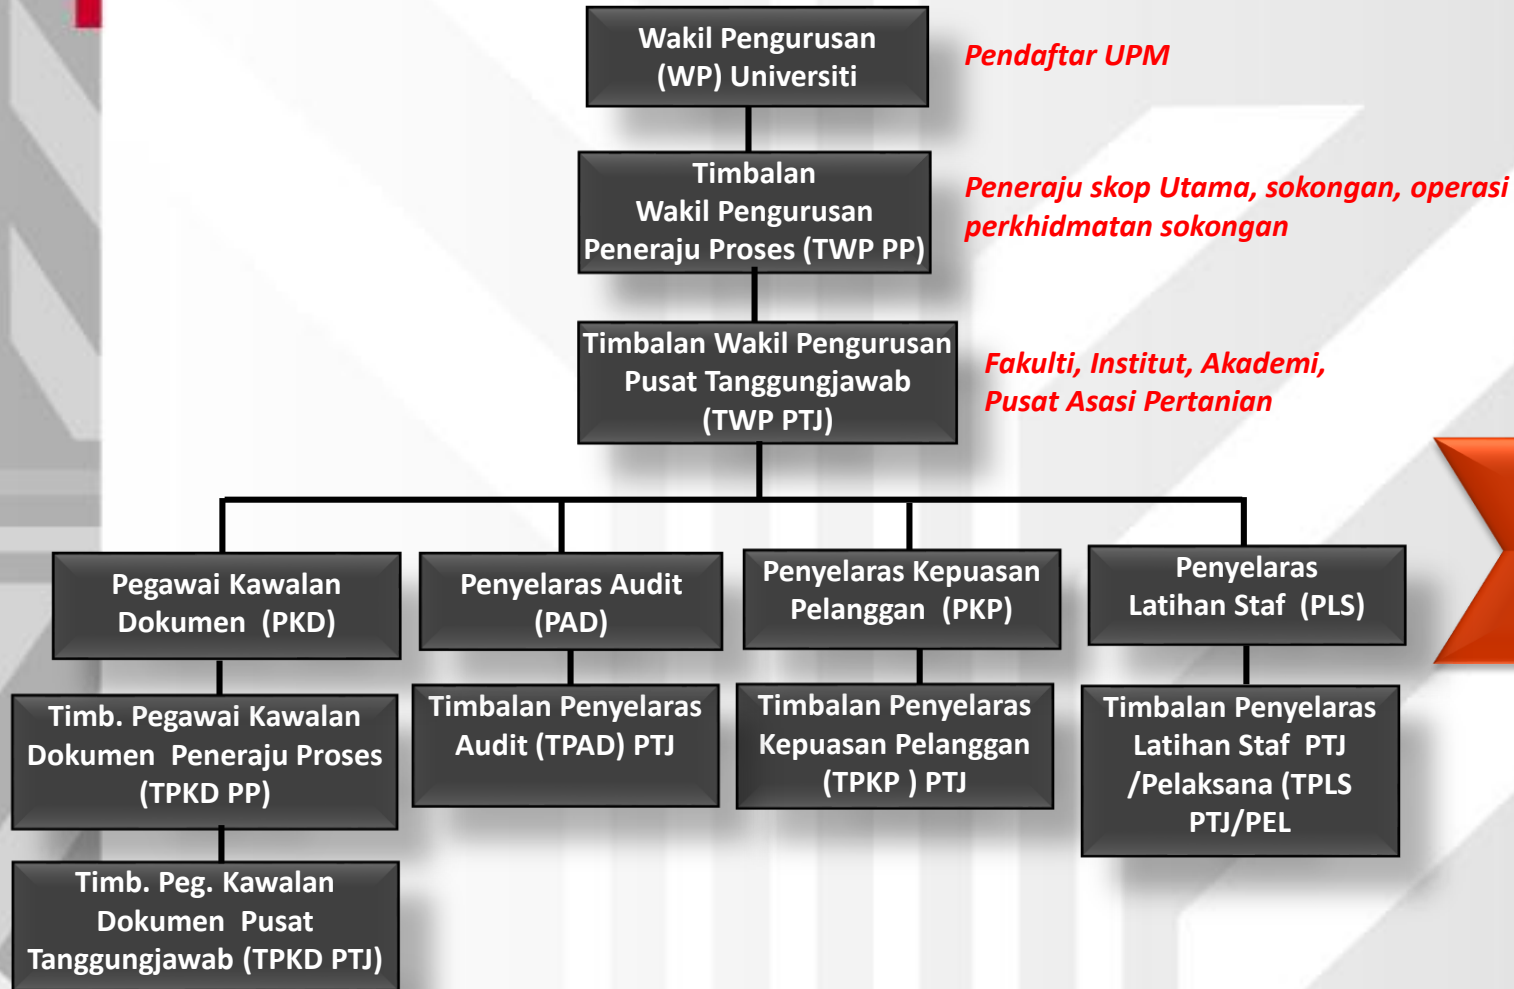 Wakil Pengurusan
(WP) Universiti
Pendaftar UPM
Timbalan
Wakil Pengurusan
Peneraju Proses (TWP PP)
Peneraju skop Utama, sokongan, operasi
perkhidmatan sokongan
Timbalan Wakil Pengurusan
Pusat Tanggungjawab
(TWP PTJ)
Fakulti, Institut, Akademi,
Pusat Asasi Pertanian
Pegawai Kawalan
Dokumen (PKD)
Penyelaras Audit
(PAD)
Penyelaras Kepuasan
Pelanggan (PKP)
Penyelaras
Latihan Staf (PLS)
Timb. Pegawai Kawalan
Dokumen Peneraju Proses
(TPKD PP)
Timbalan Penyelaras
Audit (TPAD) PTJ
Timbalan Penyelaras
Kepuasan Pelanggan
(TPKP ) PTJ
Timbalan Penyelaras
Latihan Staf PTJ
/Pelaksana (TPLS
PTJ/PEL
Timb. Peg. Kawalan
Dokumen Pusat
Tanggungjawab (TPKD PTJ)